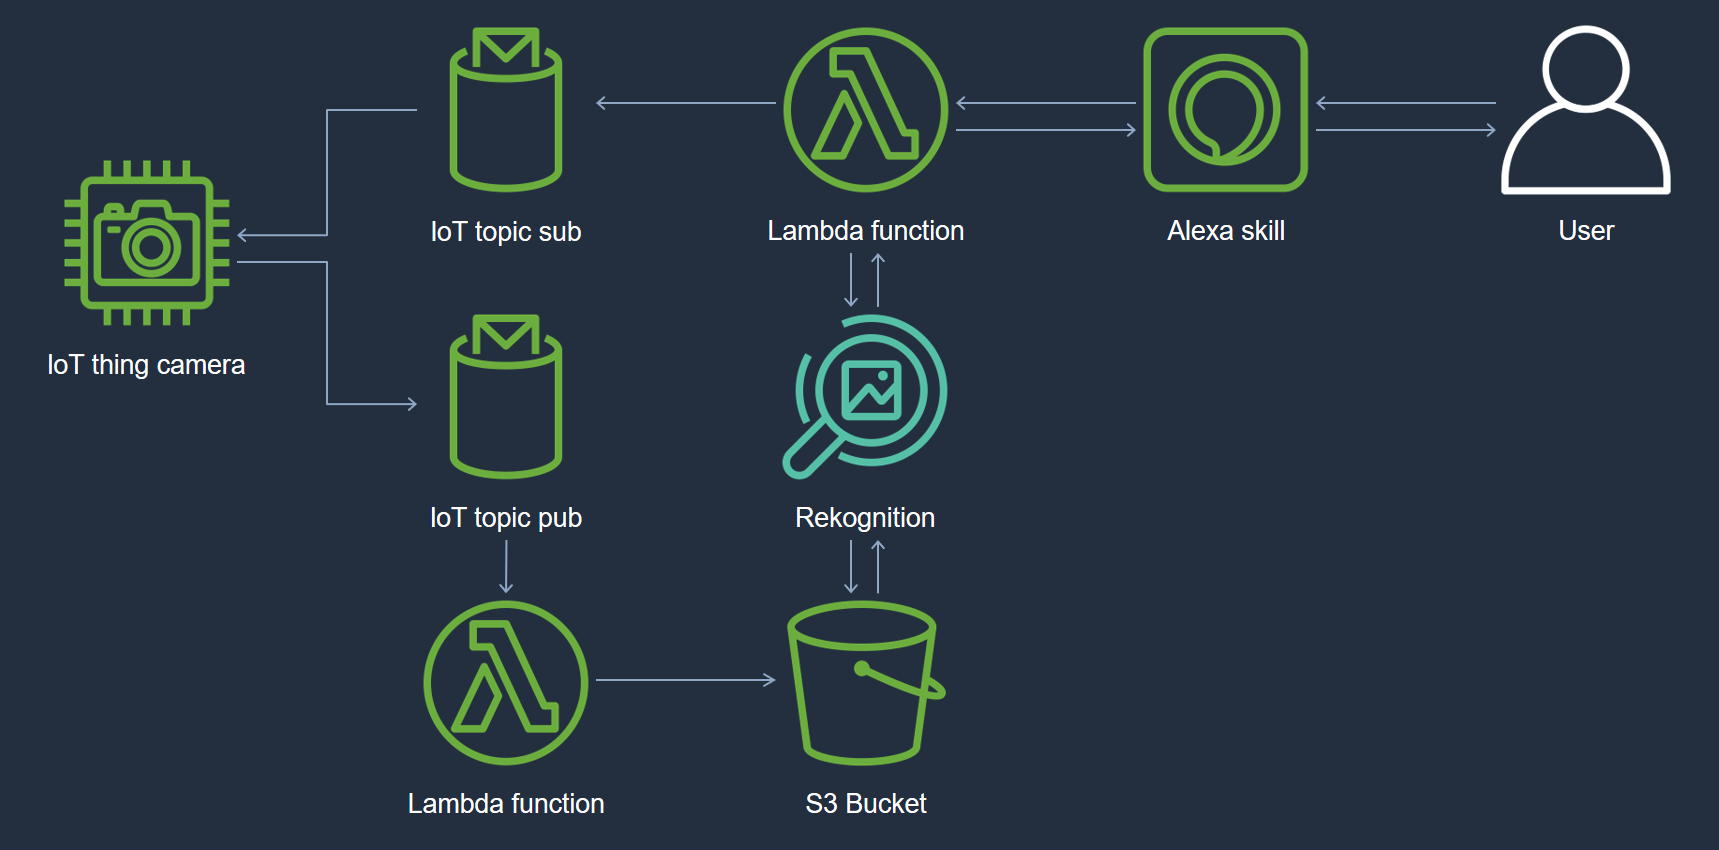 IoT topic sub
Lambda function
Alexa skill
User
IoT thing camera
IoT topic pub
Rekognition
Lambda function
S3 Bucket